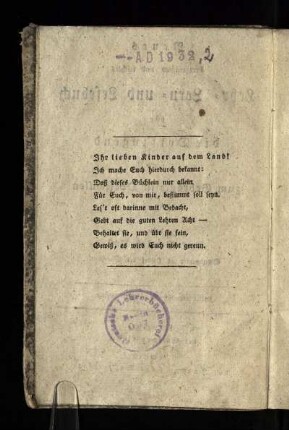 AD 1932,2
Ihr lieben Kinder auf dem Land!
Ich mache Euch hierdurch bekannt:
Daß dieses Büchlein nur allein
Für Euch, von mir, bestimmt soll seyn.
Les't oft darinne mit Bedacht,
Gebt auf die guten Lehren Acht —
Behaltet sie, und übt sie fein,
Gewiß, es wird Euch nicht gereun.